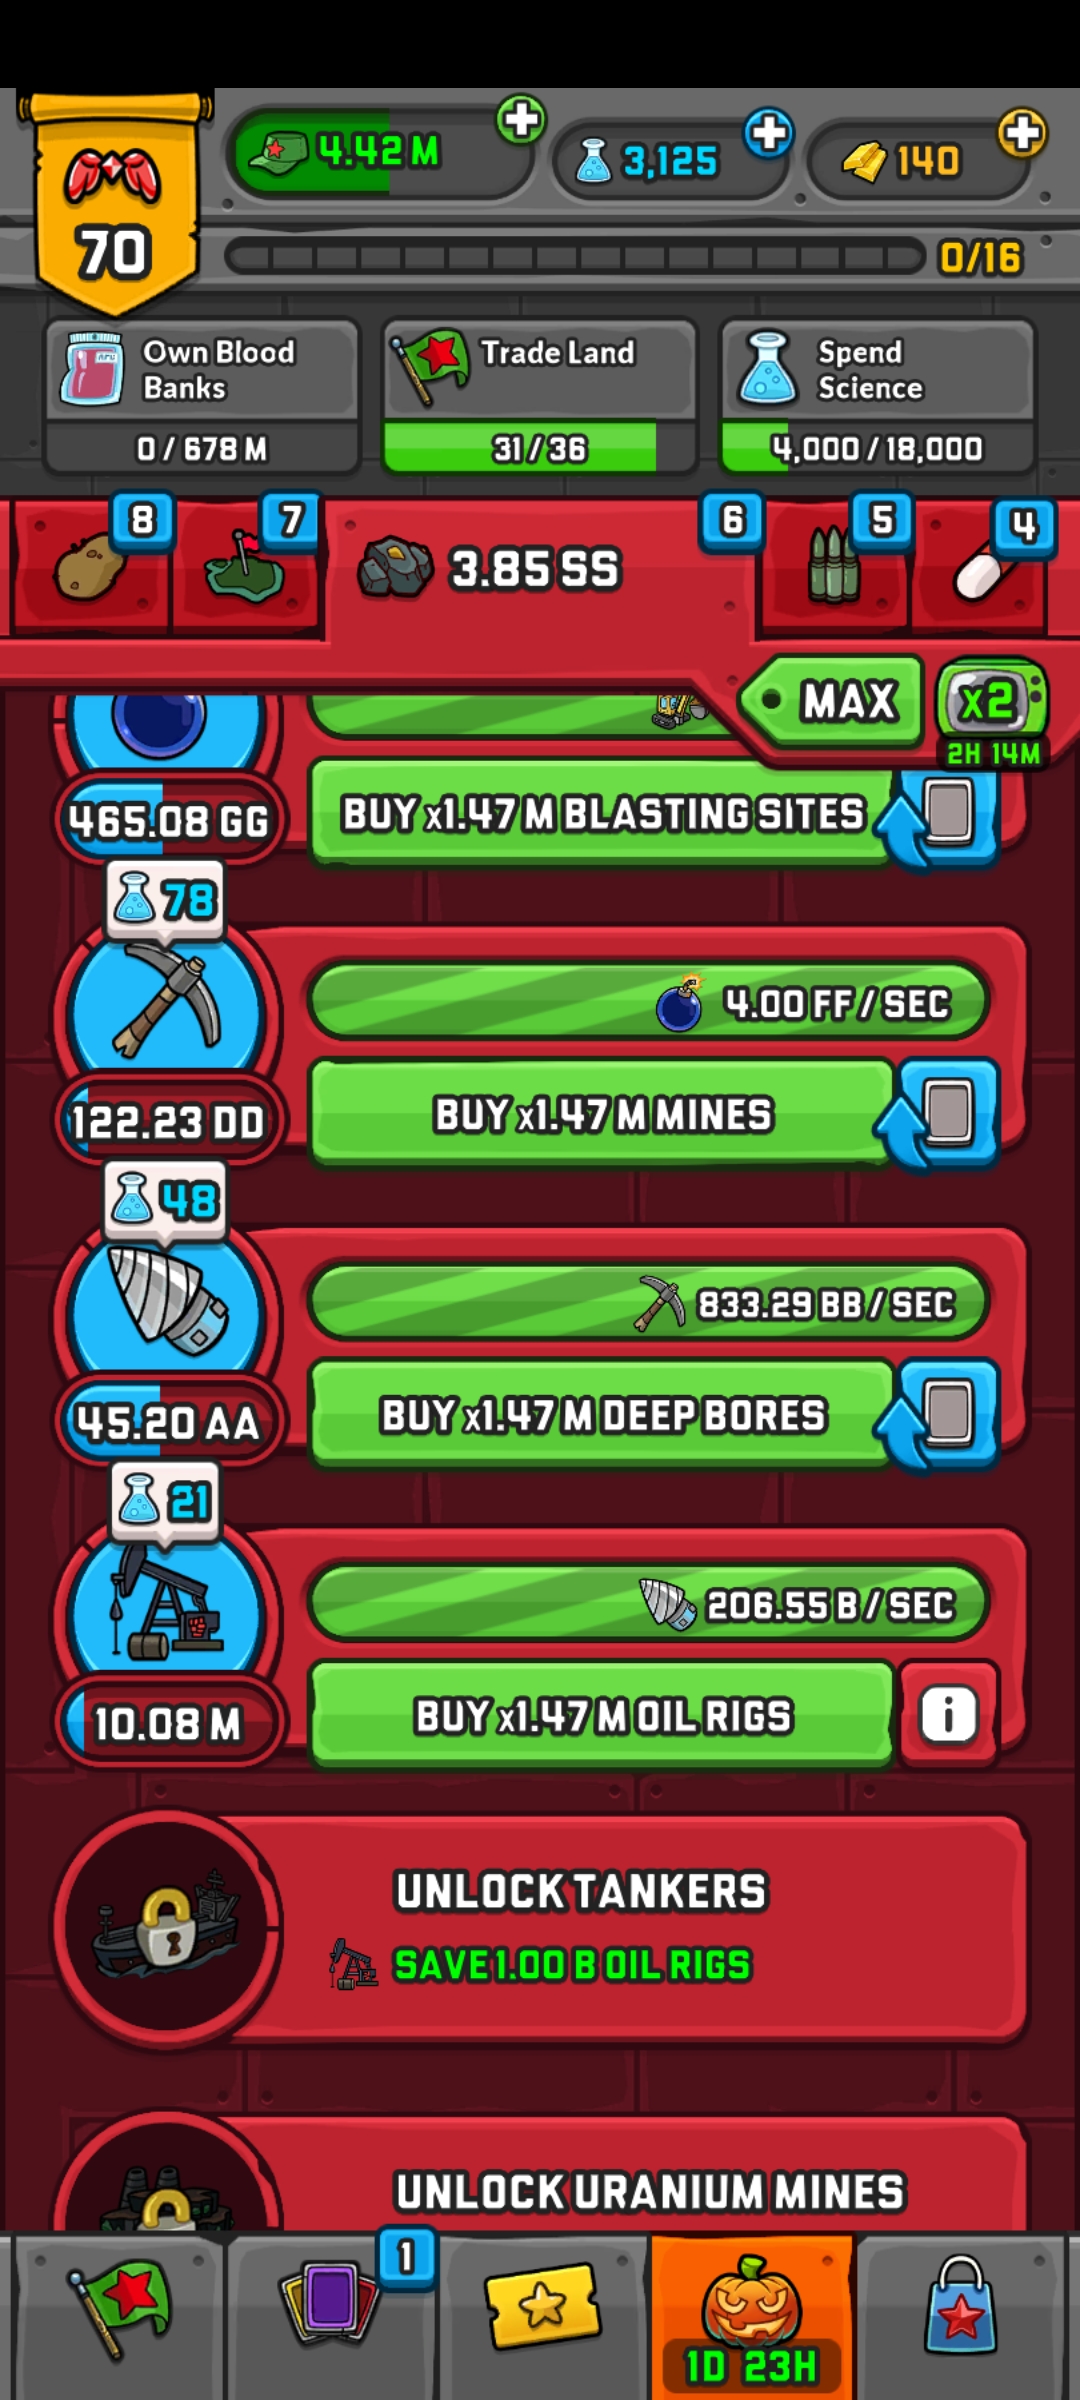 70
4.42 M
3,125
140
0/16
Own Blood
Banks
0 / 678 M
Trade Land
31 / 36
Spend
Science
4,000 / 18,000
8
7
3.85 SS
6
5
4
MAX
x2
2H 14M
465.08 GG
BUY x1.47 M BLASTING SITES
78
4.00 FF / SEC
122.23 DD
BUY x1.47 M MINES
48
833.29 BB / SEC
45.20 AA
BUY x1.47 M DEEP BORES
21
206.55 B / SEC
10.08 M
BUY x1.47 M OIL RIGS
i
UNLOCK TANKERS
SAVE 1.00 B OIL RIGS
UNLOCK URANIUM MINES
1
1D 23H